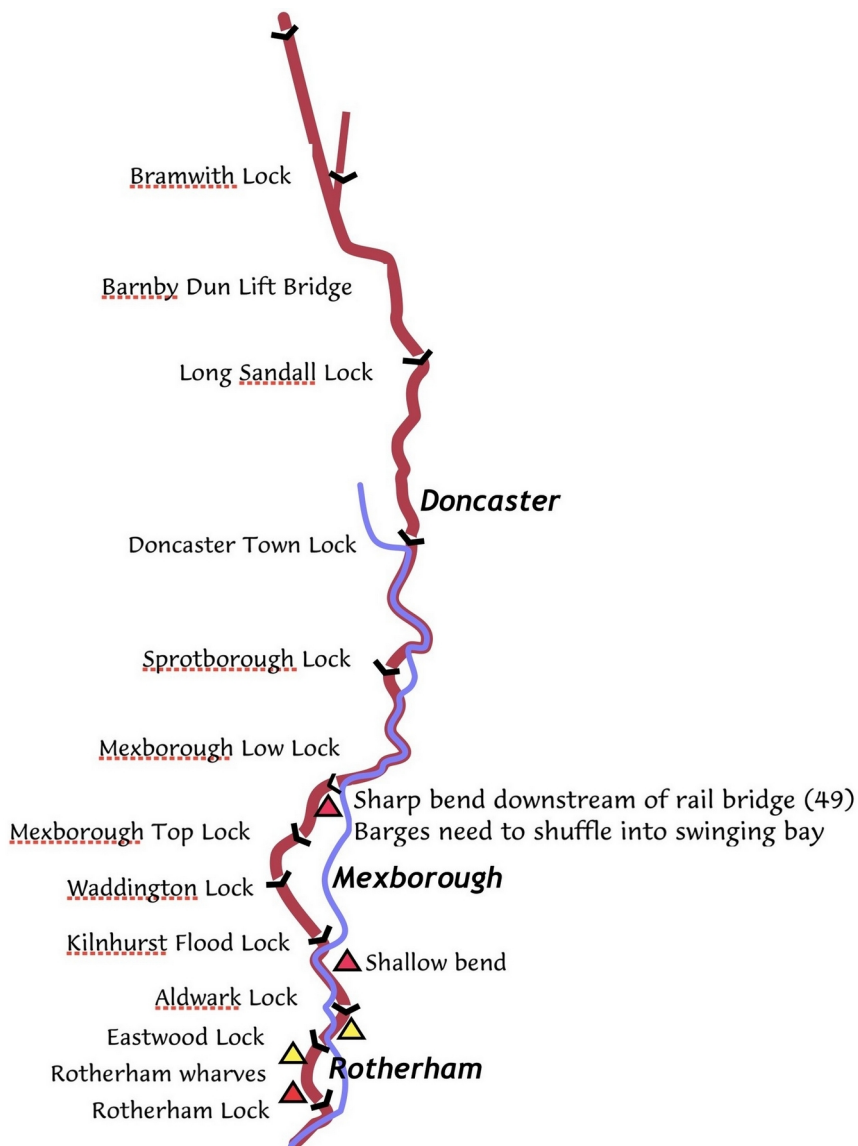 Bramwith Lock
Barnby Dun Lift Bridge
Long Sandall Lock
Doncaster
Doncaster Town Lock
Sprotborough Lock
Mexborough Low Lock
Sharp bend downstream of rail bridge (49)
Mexborough Top Lock
Barges need to shuffle into swinging bay
Waddington Lock
Mexborough
Kilnhurst Flood Lock
Shallow bend
Aldwark Lock
Eastwood Lock
Rotherham wharves
Rotherham
Rotherham Lock